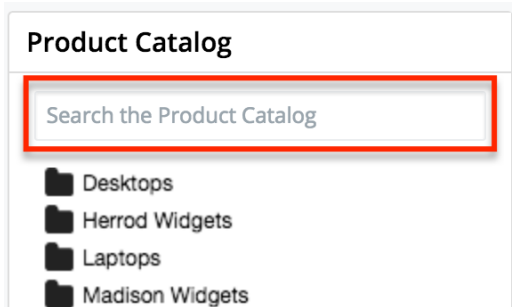 Product Catalog
Search the Product Catalog
Desktops
Herrod Widgets
Laptops
Madison Widgets